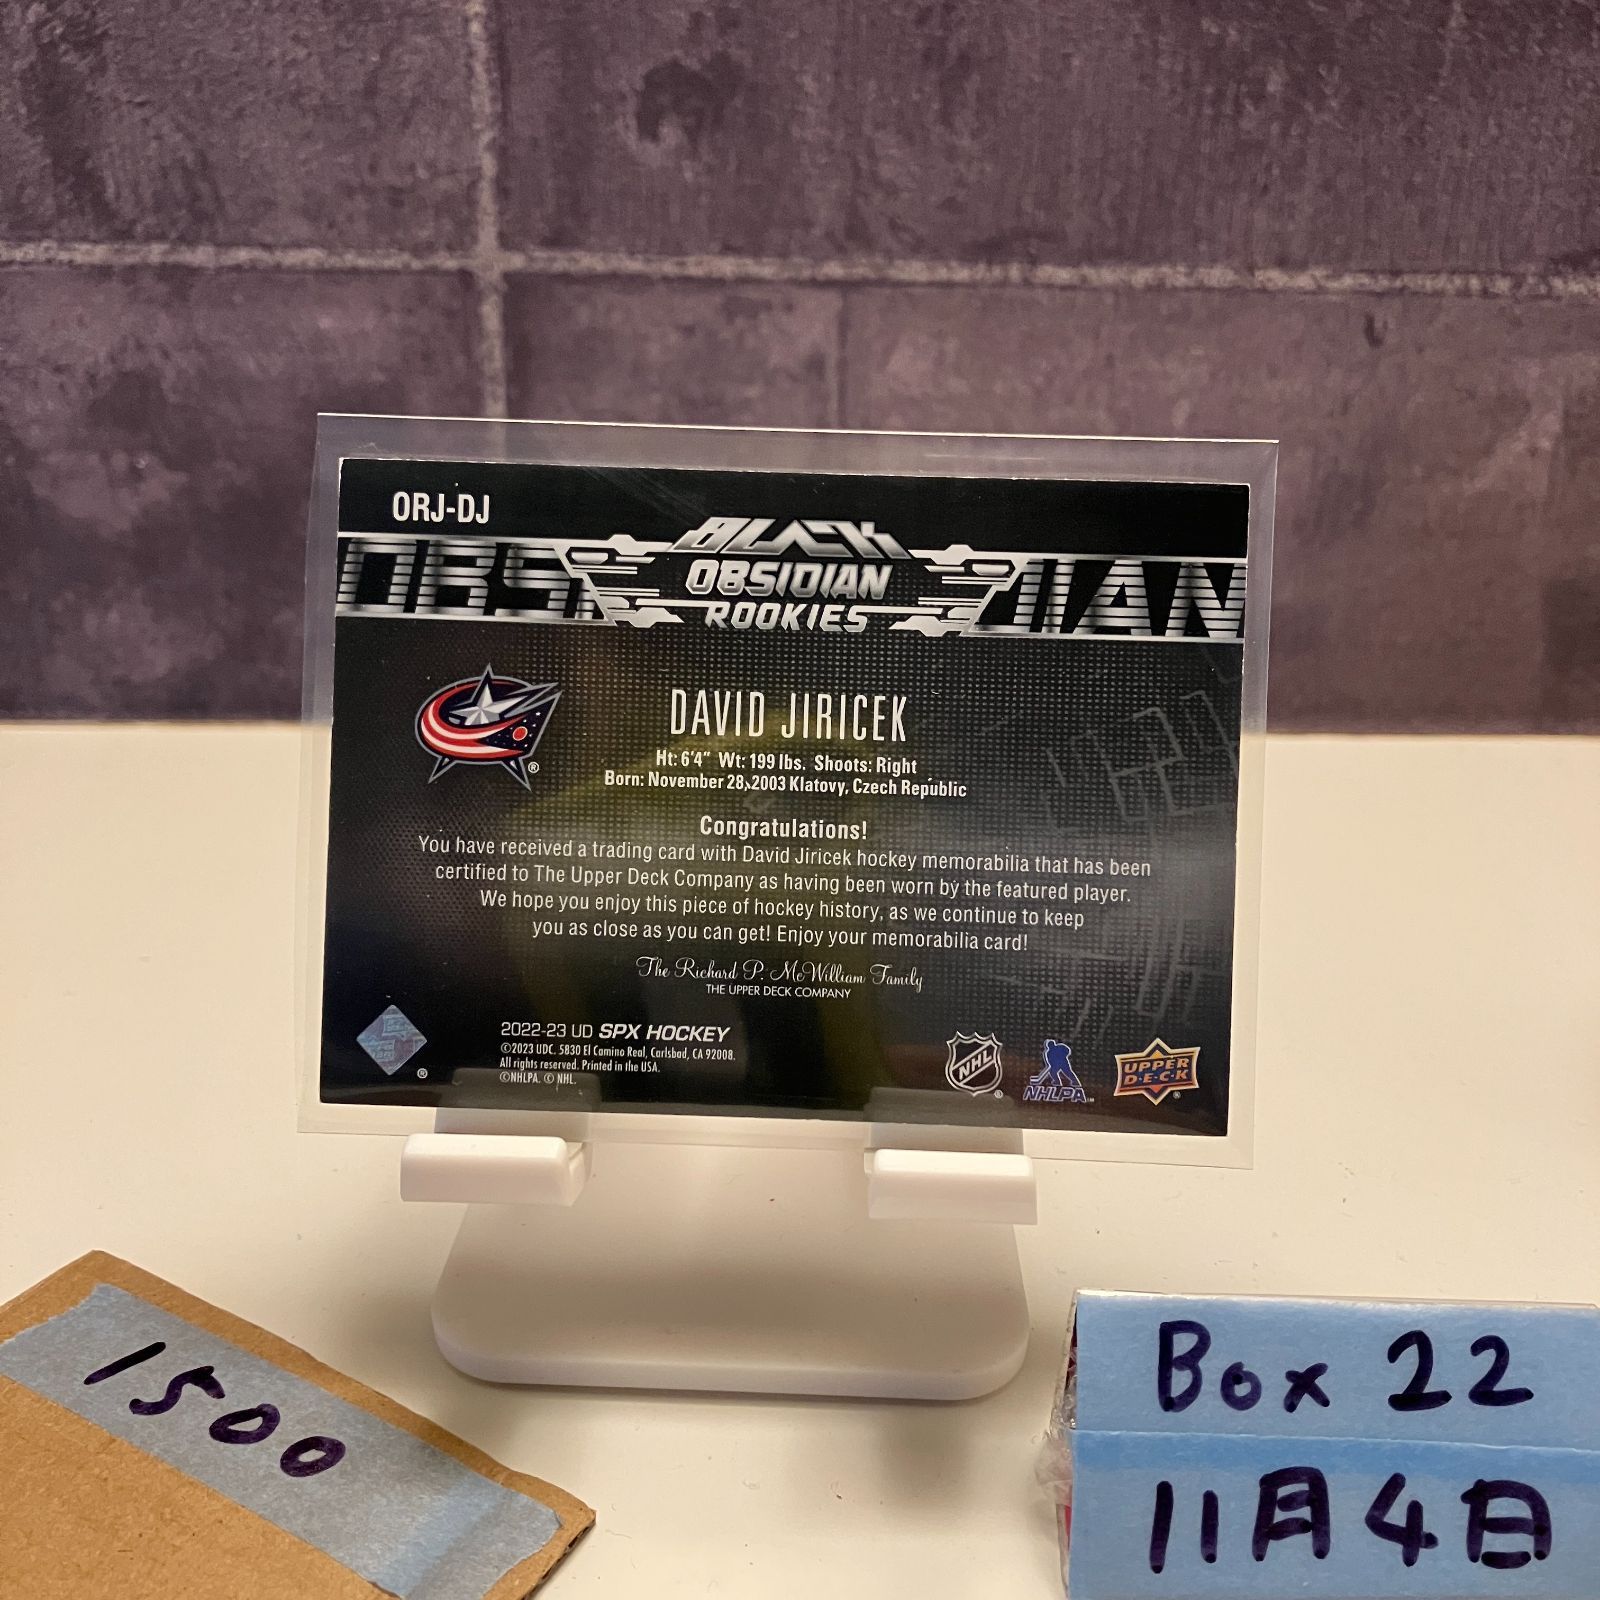 ORJ-DJ
OBSIDIAN
BLACK
OBSIDIAN
ROOKIES
DAVID JIRICEK
Ht: 6'4" Wt: 199 lbs. Shoots: Right
Born: November 28, 2003 Klatovy, Czech Republic
Congratulations!
You have received a trading card with David Jiricek hockey memorabilia that has been
certified to The Upper Deck Company as having been worn by the featured player.
We hope you enjoy this piece of hockey history, as we continue to keep
you as close as you can get! Enjoy your memorabilia card!
The Richard P. McWilliam Family
THE UPPER DECK COMPANY
2022-23 UD SPX HOCKEY
©2023 UDC. 5830 El Camino Real, Carlsbad, CA 92008.
All rights reserved. Printed in the USA.
©NHLPA. © NHL.
NHL
NHLPA
UPPER
D·E·C·K
1500
Box 22
11月4日